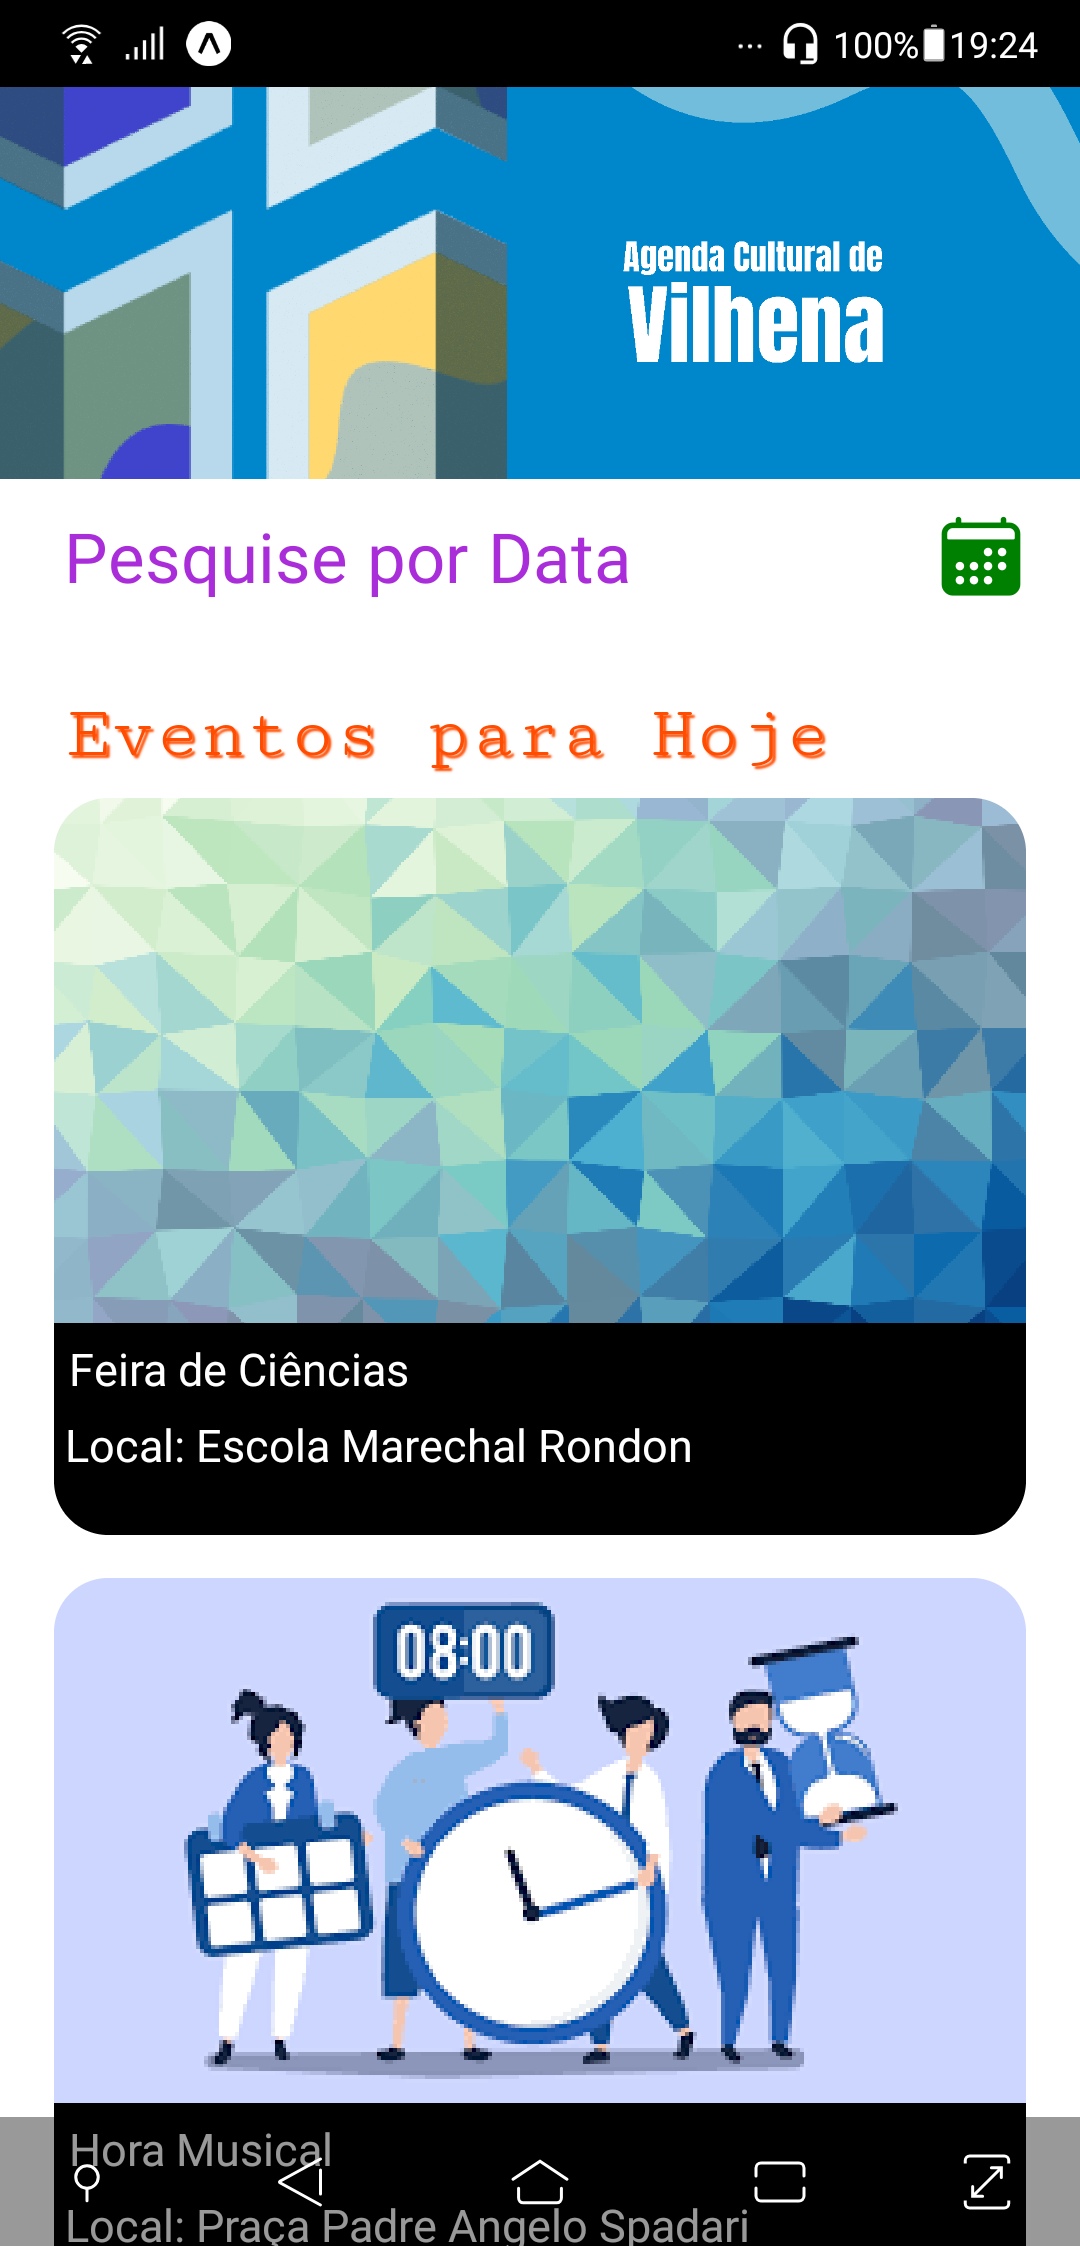 ... 100% 19:24
Agenda Cultural de
Vilhena
Pesquise por Data
Eventos para Hoje
Feira de Ciências
Local: Escola Marechal Rondon
08:00
Hora Musical
Local: Praça Padre Angelo Spadari